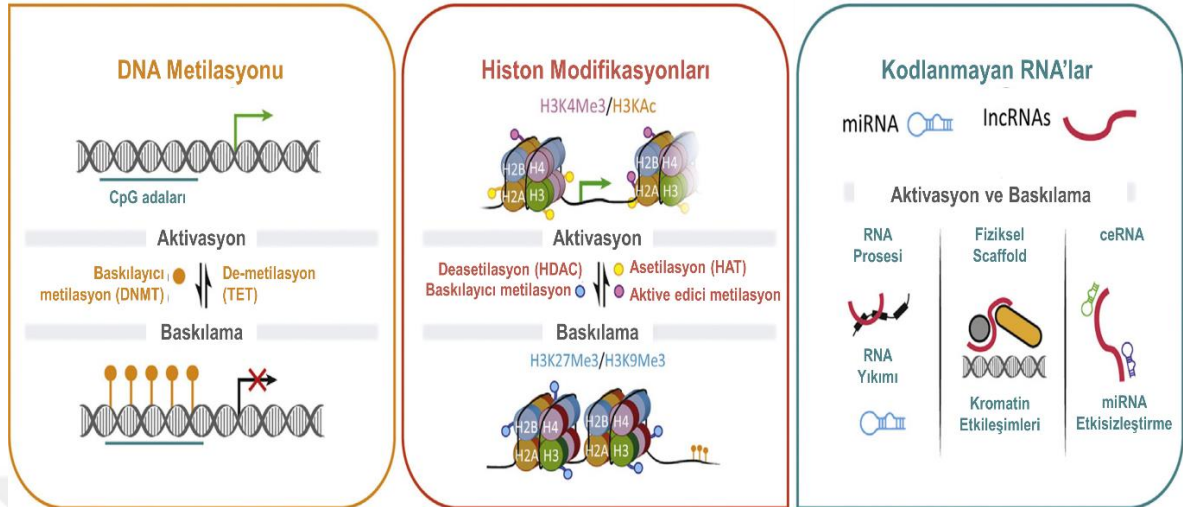 DNA Metilasyonu
CpG adaları
Aktivasyon
Baskılayıcı
metilasyon (DNMT)
De-metilasyon
(TET)
Baskılama
Histon Modifikasyonları
H3K4Me3/H3KAc
H2B H4
H2A H3
H2B H4
H2A H3
Aktivasyon
Deasetilasyon (HDAC)
Baskılayıcı metilasyon
Asetilasyon (HAT)
Aktive edici metilasyon
Baskılama
H3K27Me3/H3K9Me3
H2B H4
H2A H3
H2B H4
H2A H3
Kodlanmayan RNA'lar
miRNA
lncRNAs
Aktivasyon ve Baskılama
RNA
Prosesi
RNA
Yıkımı
Fiziksel
Scaffold
Kromatin
Etkileşimleri
ceRNA
miRNA
Etkisizleştirme